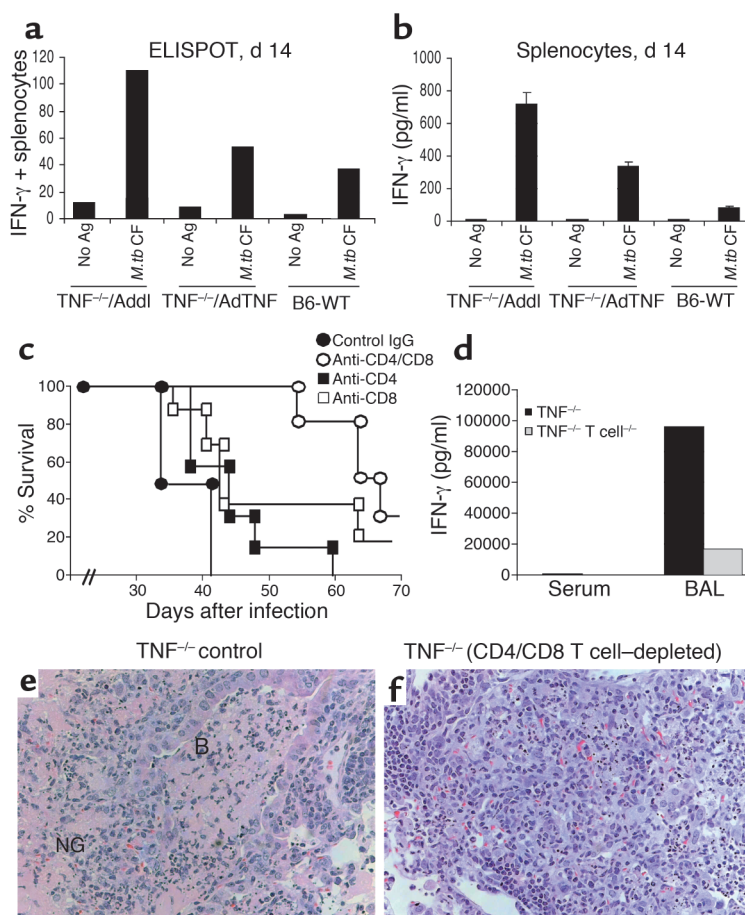 a
ELISPOT, d 14
IFN-γ + splenocytes
120
100
80
60
40
20
0
No Ag
M.tb CF
No Ag
M.tb CF
No Ag
M.tb CF
TNF–/–/Addl
TNF–/–/AdTNF
B6-WT
b
Splenocytes, d 14
IFN-γ (pg/ml)
1000
800
600
400
200
0
No Ag
M.tb CF
No Ag
M.tb CF
No Ag
M.tb CF
TNF–/–/Addl
TNF–/–/AdTNF
B6-WT
c
Control IgG
Anti-CD4/CD8
Anti-CD4
Anti-CD8
% Survival
100
80
60
40
20
0
30
40
50
60
70
Days after infection
d
TNF–/–
TNF–/– T cell–/–
IFN-γ (pg/ml)
120000
100000
80000
60000
40000
20000
0
Serum
BAL
TNF–/– control
e
B
NG
TNF–/– (CD4/CD8 T cell–depleted)
f